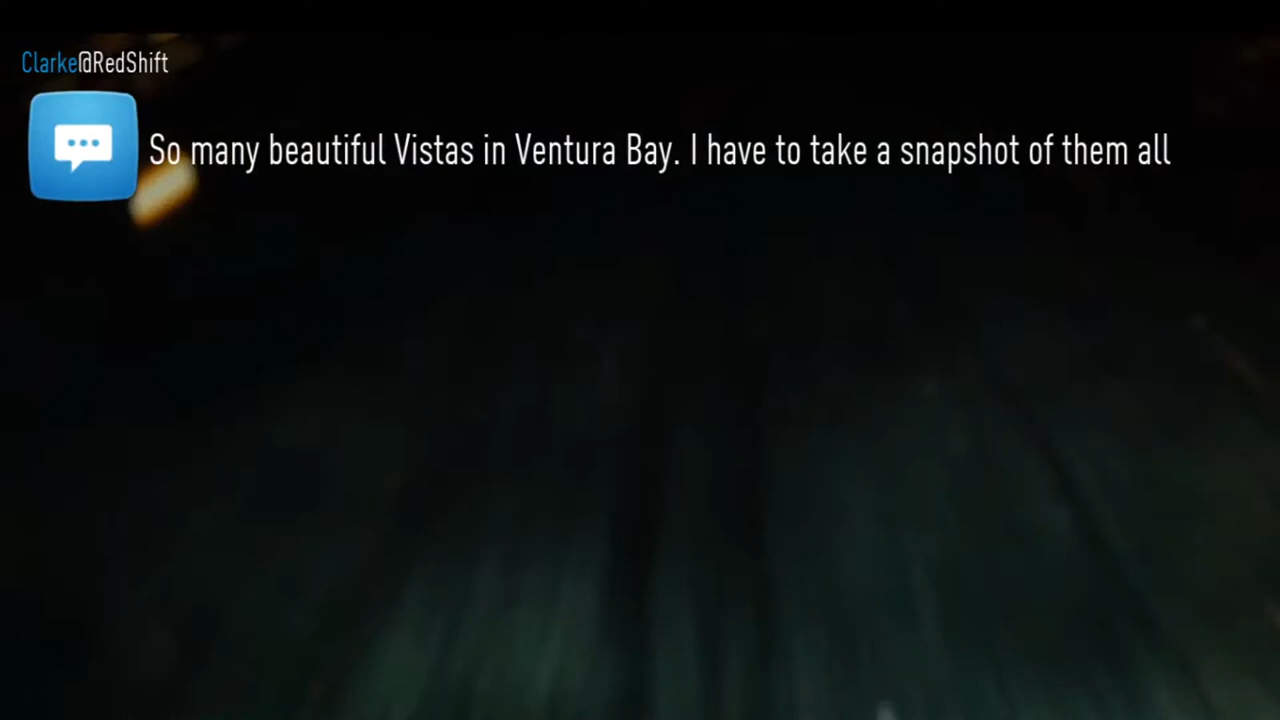 Clarke@RedShift
So many beautiful Vistas in Ventura Bay. I have to take a snapshot of them all